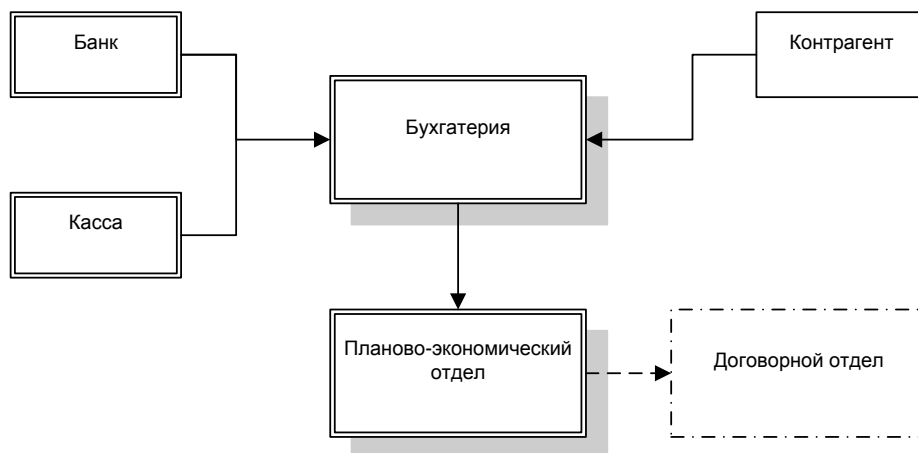 Банк
Контрагент
Бухгатерия
Касса
Планово-экономический
отдел
Договорной отдел